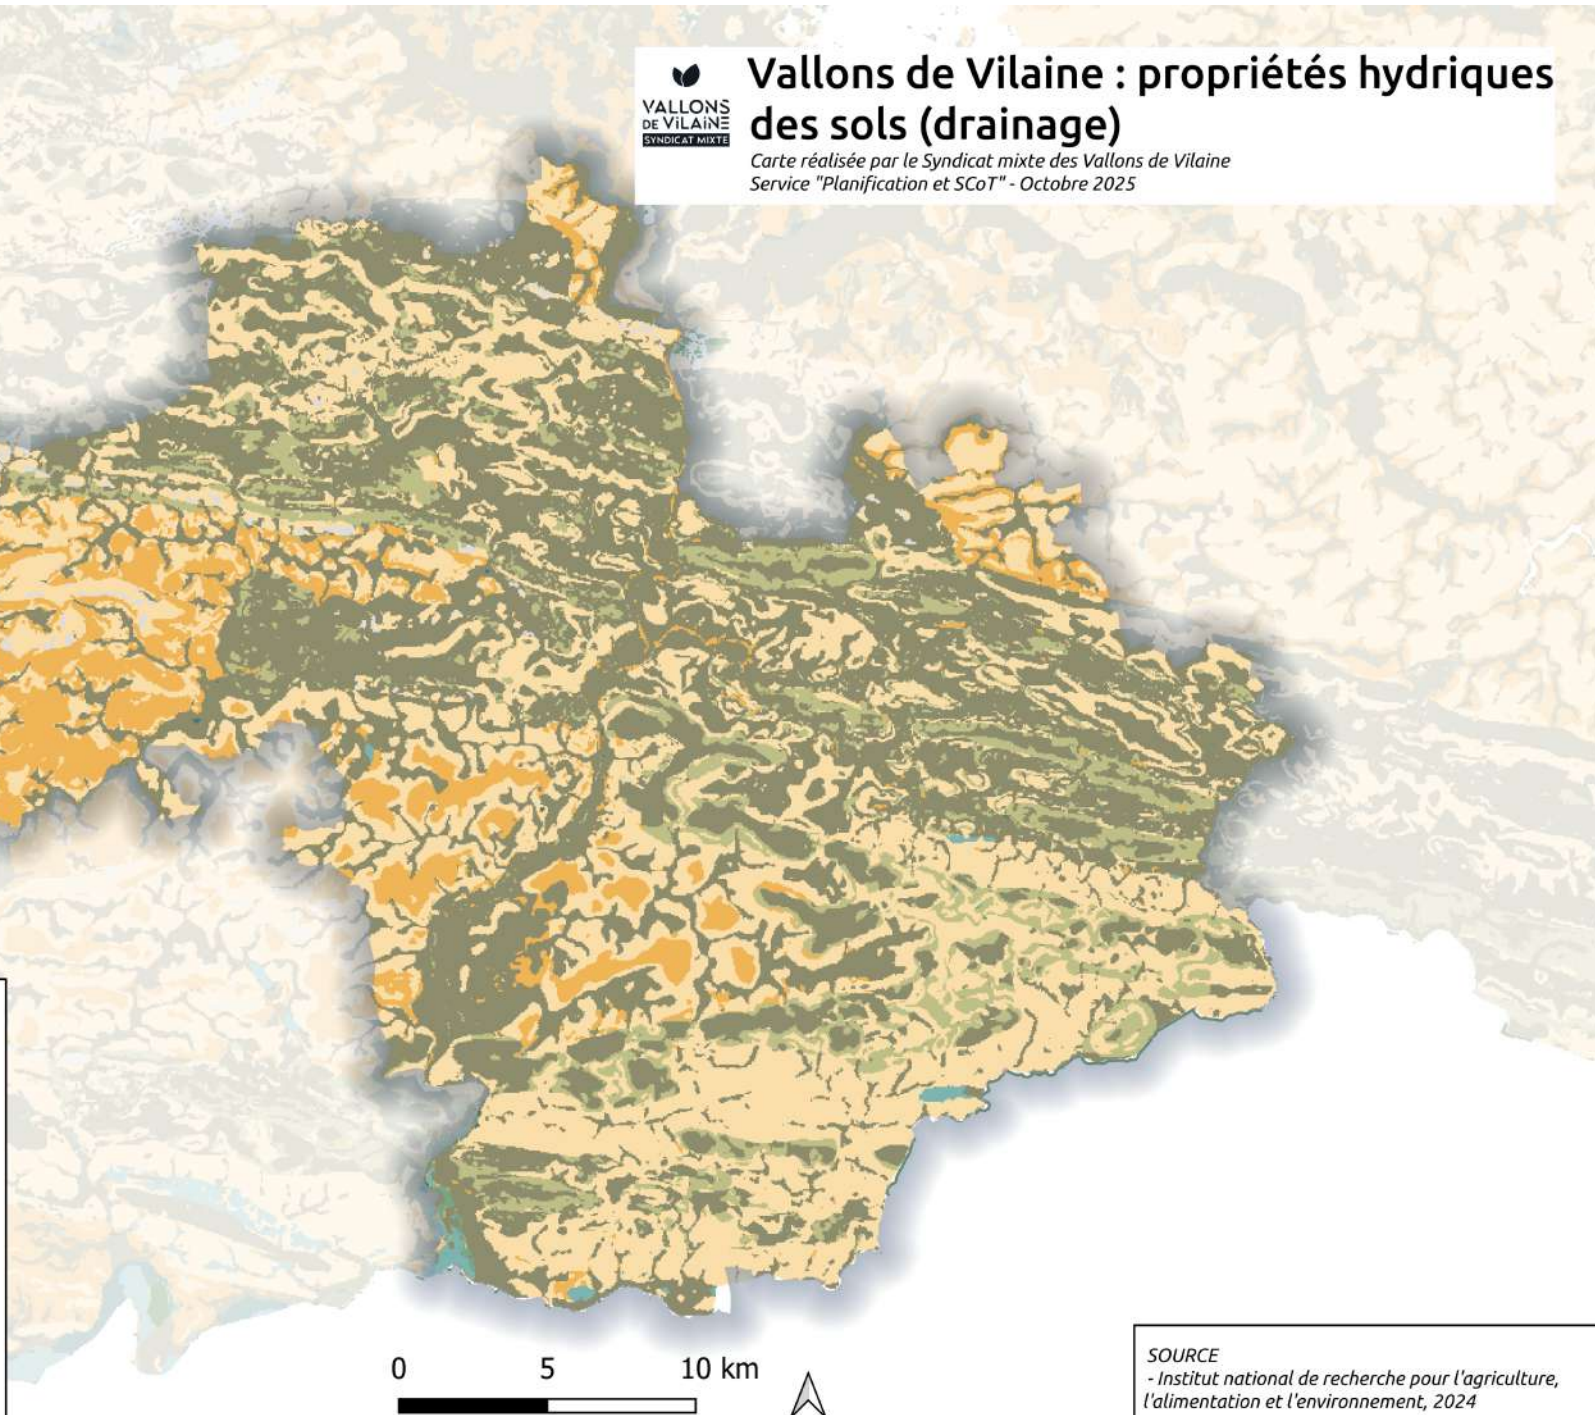 Vallons de Vilaine : propriétés hydriques
des sols (drainage)
VALLONS
DE ViLAiNE
SYNDICAT MIXTE
Carte réalisée par le Syndicat mixte des Vallons de Vilaine
Service "Planification et SCoT" - Octobre 2025
0 5 10 km
SOURCE
- Institut national de recherche pour l'agriculture,
l'alimentation et l'environnement, 2024